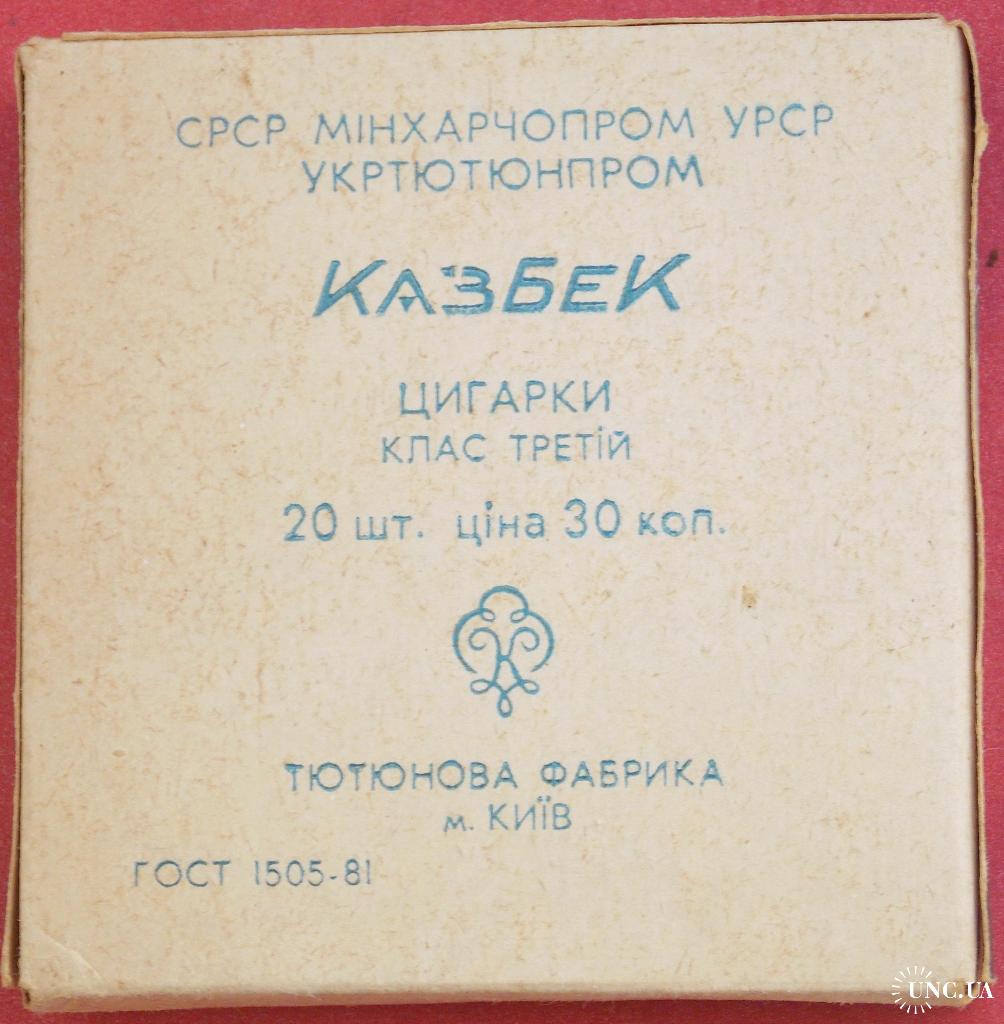 СРСР МІНХАРЧОПРОМ УРСР
УКРТЮТЮНПРОМ
КАЗБЕК
ЦИГАРКИ
КЛАС ТРЕТІЙ
20 шт. ціна 30 коп.
ТЮТЮНОВА ФАБРИКА
м. КИЇВ
ГОСТ 1505-81
UNC.UA